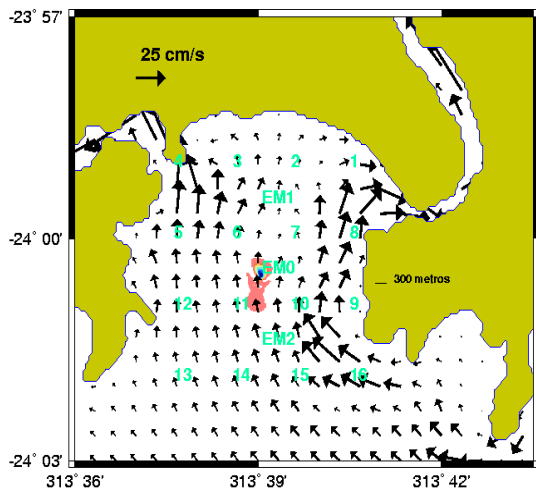 -23° 57'
25 cm/s
4 3 2 1
EM1
5 6 7 8
-24° 00'
EM0
300 metros
12 11 10 9
EM2
13 14 15 16
-24° 03'
313° 36' 313° 39' 313° 42'